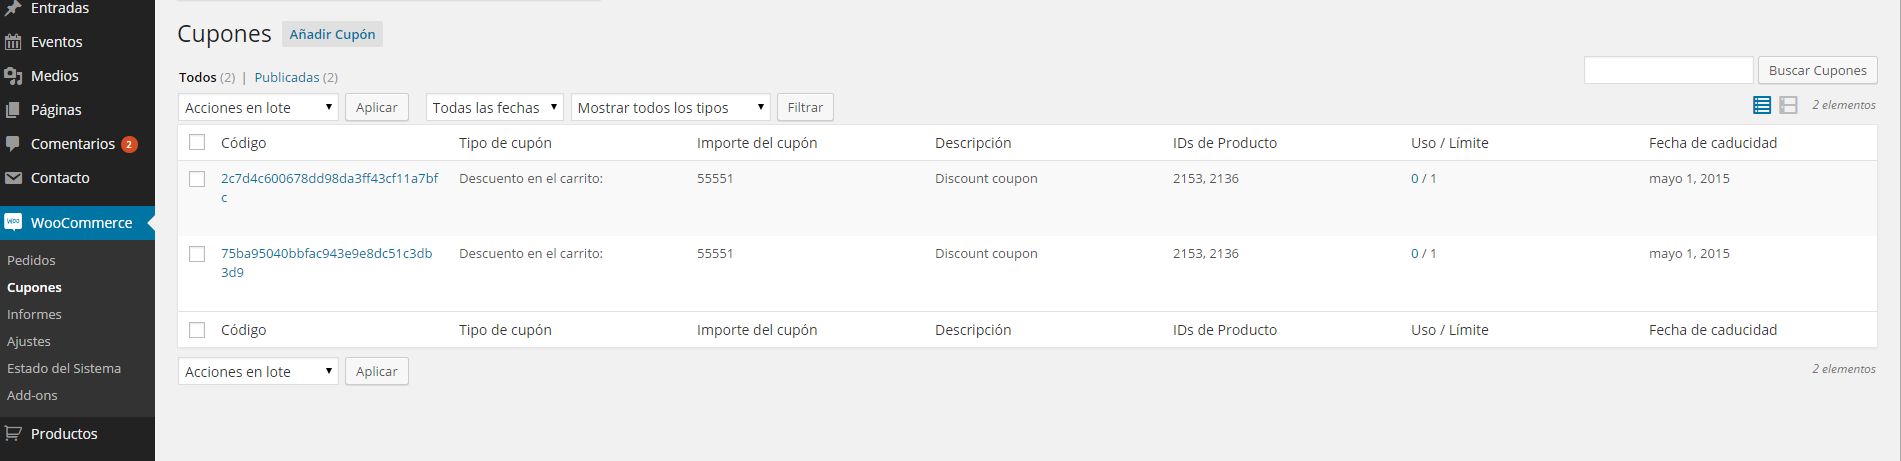 Entradas
Eventos
Medios
Páginas
Comentarios 2
Contacto
WooCommerce
Pedidos
Cupones
Informes
Ajustes
Estado del Sistema
Add-ons
Productos
Cupones Añadir Cupón
Todos (2) | Publicadas (2)
Buscar Cupones
Acciones en lote Aplicar Todas las fechas Mostrar todos los tipos Filtrar 2 elementos
Código Tipo de cupón Importe del cupón Descripción IDs de Producto Uso / Límite Fecha de caducidad
2c7d4c600678dd98da3ff43cf11a7bf Descuento en el carrito: 55551 Discount coupon 2153, 2136 0 / 1 mayo 1, 2015
c
75ba95040bbfac943e9e8dc51c3db Descuento en el carrito: 55551 Discount coupon 2153, 2136 0 / 1 mayo 1, 2015
3d9
Código Tipo de cupón Importe del cupón Descripción IDs de Producto Uso / Límite Fecha de caducidad
Acciones en lote Aplicar 2 elementos